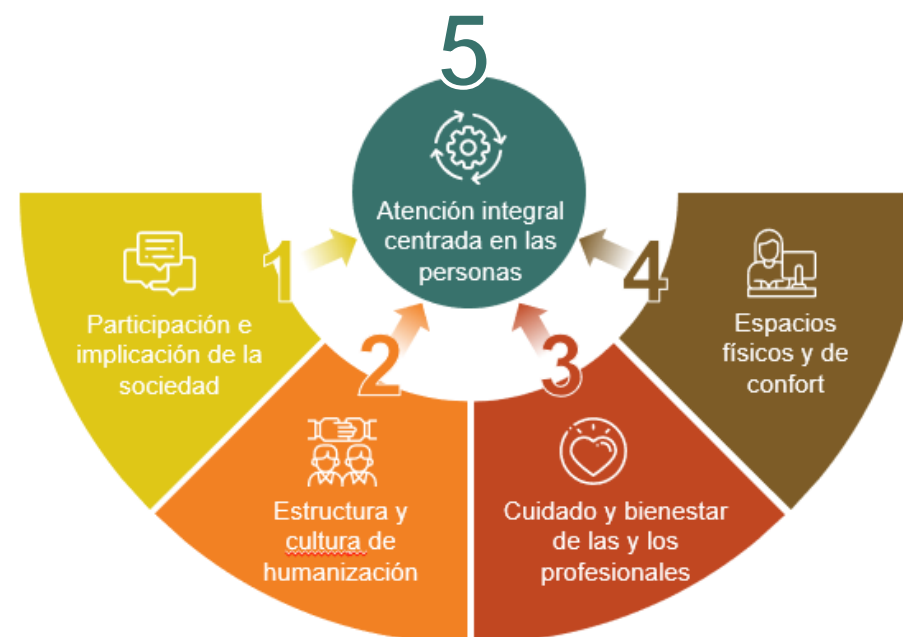 5
Atención integral
centrada en las
personas
1
Participación e
implicación de la
sociedad
2
Estructura y
cultura de
humanización
3
Cuidado y bienestar
de las y los
profesionales
4
Espacios
físicos y de
confort